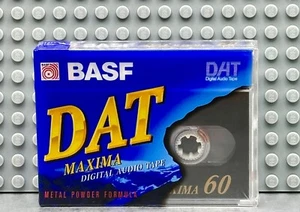 BASF
DAT
Digital Audio Tape
DAT
MAXIMA
DIGITAL AUDIO TAPE
METAL POWDER FORMULA
XIMA 60